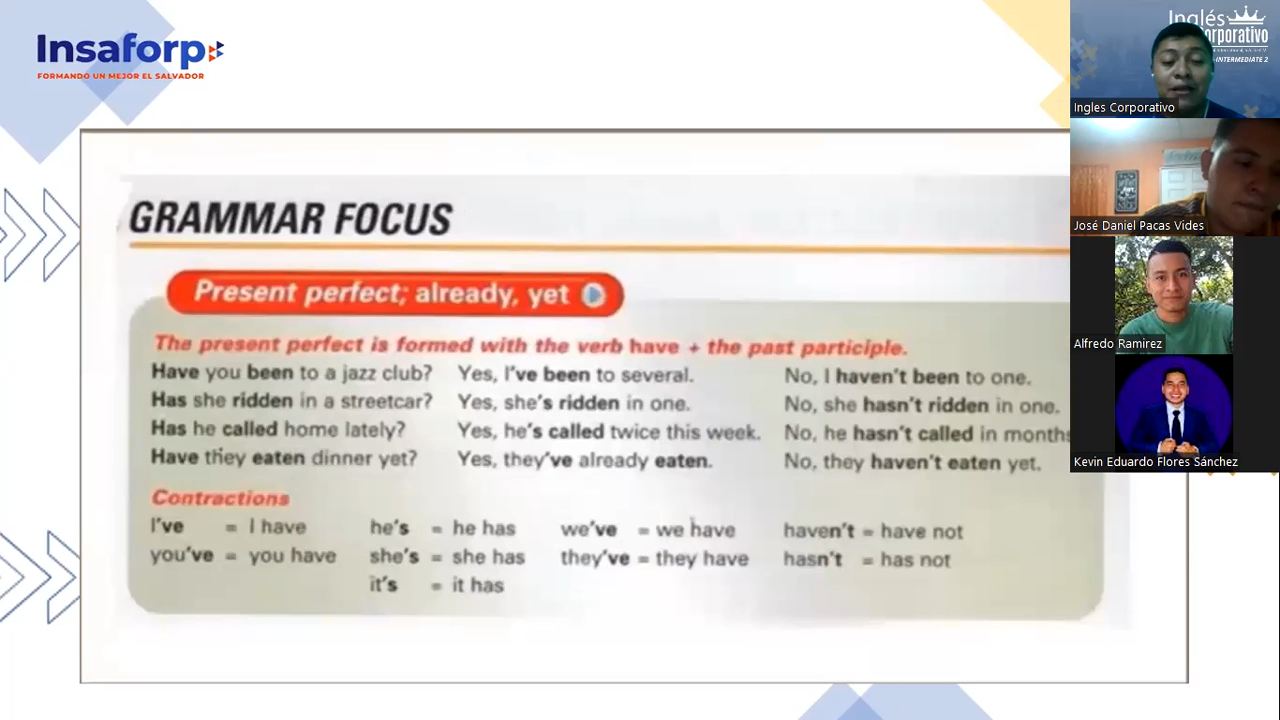 Insaforp
FORMANDO UN MEJOR EL SALVADOR
GRAMMAR FOCUS
Present perfect; already, yet
The present perfect is formed with the verb have + the past participle.
Have you been to a jazz club? Yes, I've been to several. No, I haven't been to one.
Has she ridden in a streetcar? Yes, she's ridden in one. No, she hasn't ridden in one.
Has he called home lately? Yes, he's called twice this week. No, he hasn't called in months
Have they eaten dinner yet? Yes, they've already eaten. No, they haven't eaten yet.
Contractions
I've = I have he's = he has we've = we have haven't = have not
you've = you have she's = she has they've = they have hasn't = has not
it's = it has
Inglés
orporativo
-INTERMEDIATE 2
Ingles Corporativo
José Daniel Pacas Vides
Alfredo Ramirez
Kevin Eduardo Flores Sánchez